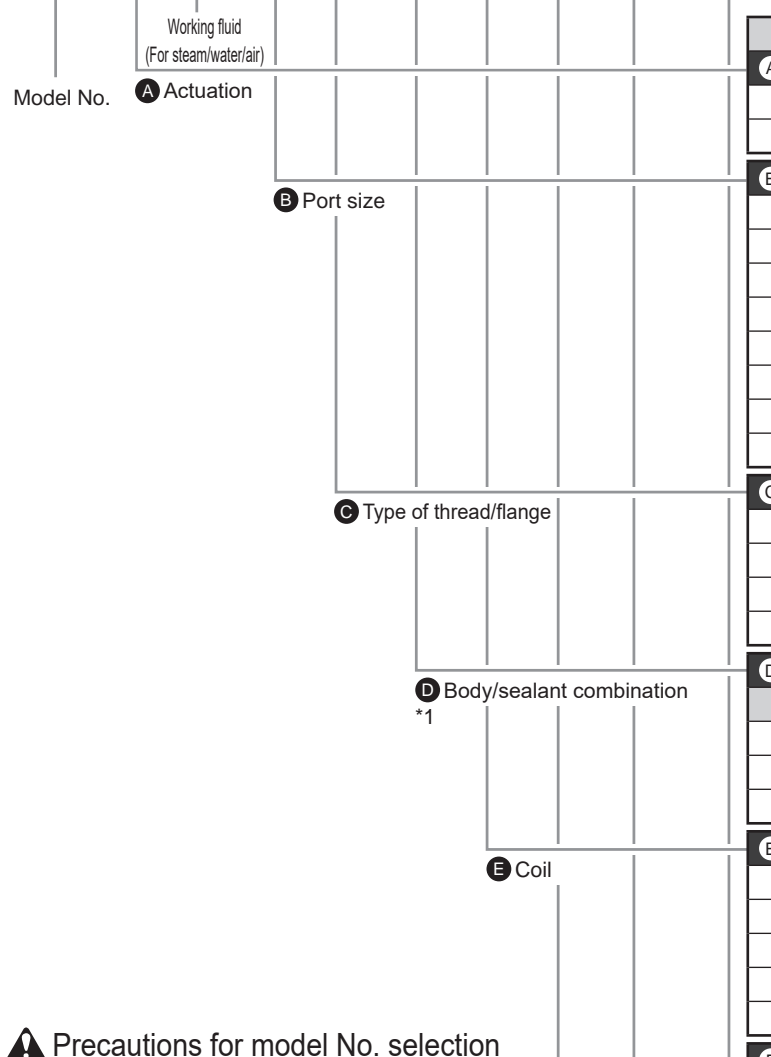 Working fluid
(For steam/water/air)
Model No.
A Actuation
A
B Port size
B
C Type of thread/flange
C
D Body/sealant combination
D
*1
E Coil
E
Precautions for model No. selection